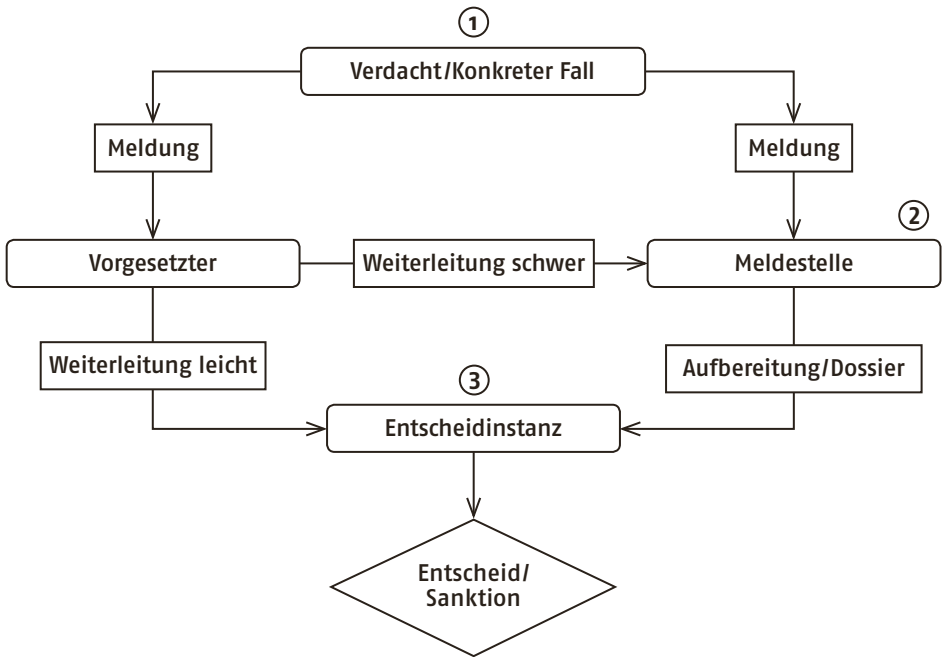 1
Verdacht/Konkreter Fall
Meldung
Meldung
2
Vorgesetzter
Weiterleitung schwer
Meldestelle
Weiterleitung leicht
Aufbereitung/Dossier
3
Entscheidinstanz
Entscheid/
Sanktion